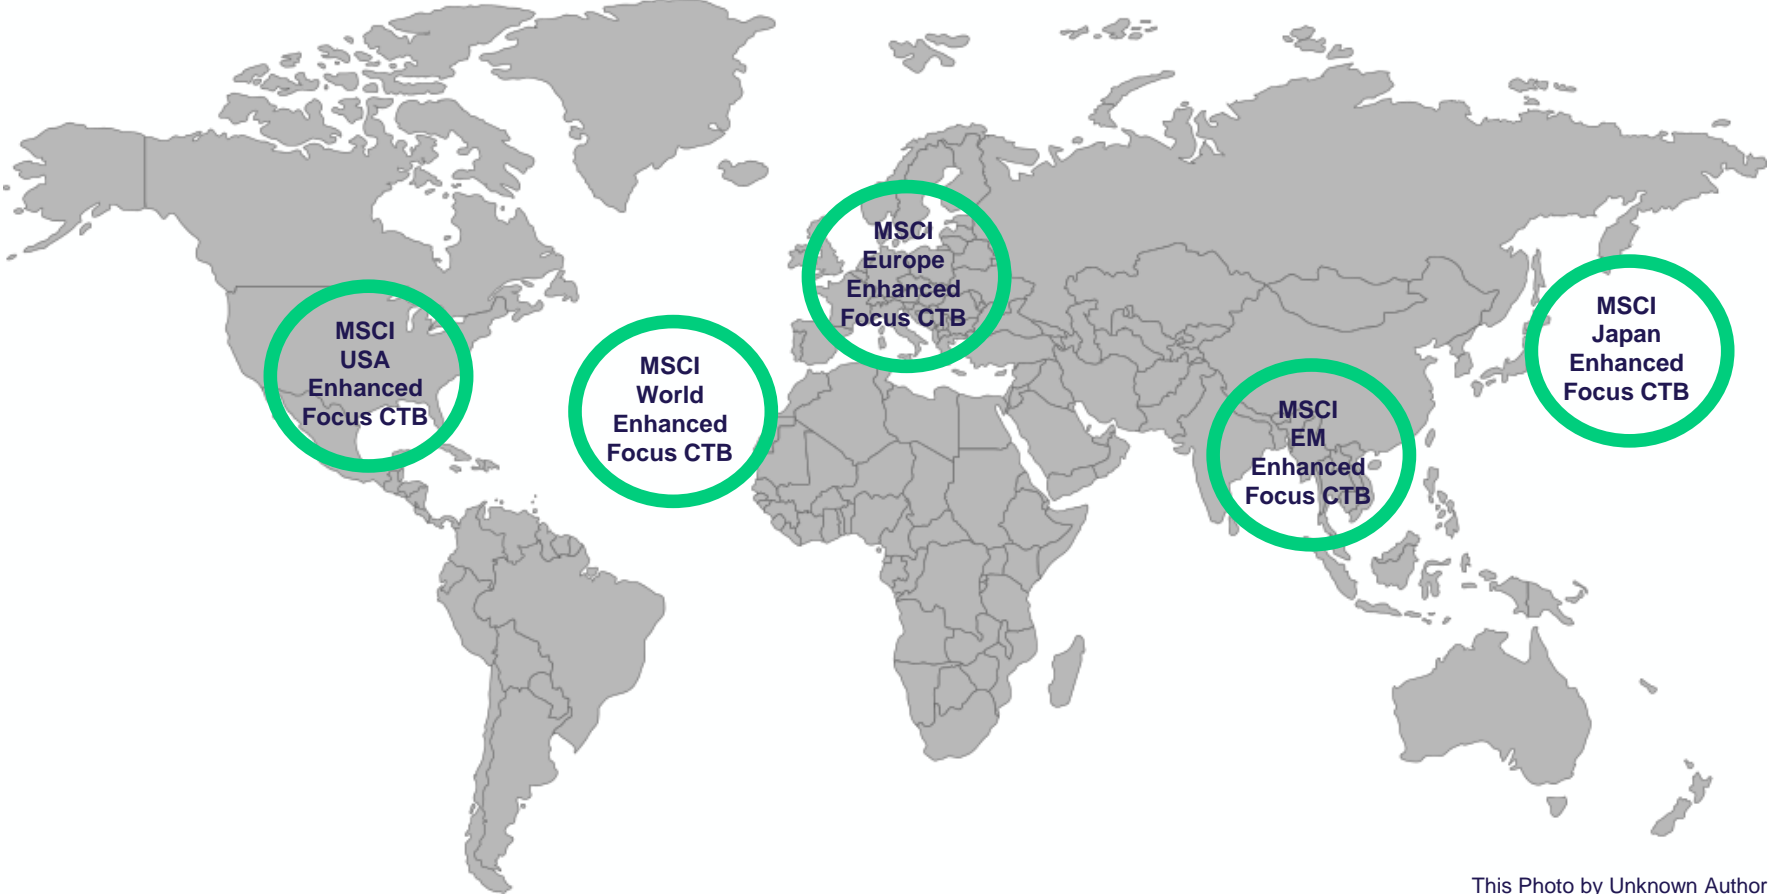 MSCI
USA
Enhanced
Focus CTB
MSCI
World
Enhanced
Focus CTB
MSCI
Europe
Enhanced
Focus CTB
MSCI
EM
Enhanced
Focus CTB
MSCI
Japan
Enhanced
Focus CTB
This Photo by Unknown Author